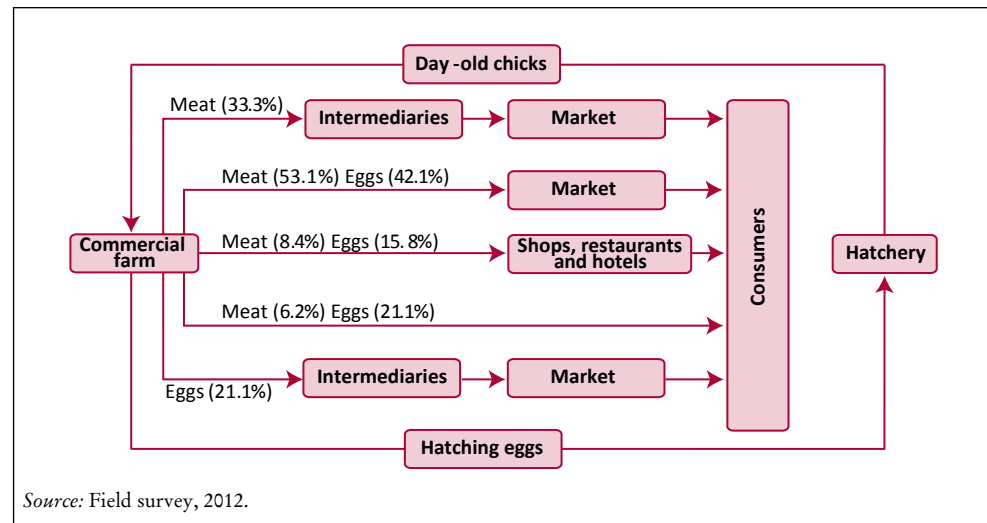 Day -old chicks
Meat (33.3%)
Intermediaries
Market
Meat (53.1%) Eggs (42.1%)
Market
Commercial
farm
Meat (8.4%) Eggs (15. 8%)
Shops, restaurants
and hotels
Consumers
Hatchery
Meat (6.2%) Eggs (21.1%)
Intermediaries
Market
Eggs (21.1%)
Hatching eggs
Source: Field survey, 2012.